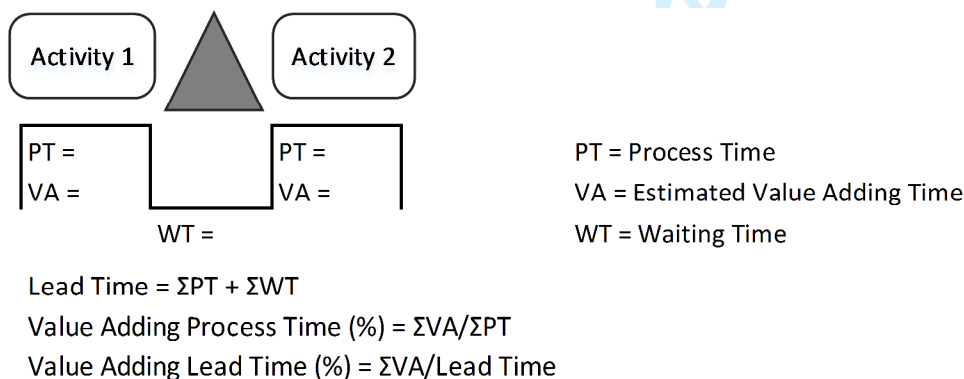 Activity 1
Activity 2
PT =
PT =
VA =
VA =
WT =
PT = Process Time
VA = Estimated Value Adding Time
WT = Waiting Time
Lead Time = ΣPT + ΣWT
Value Adding Process Time (%) = ΣVA/ΣPT
Value Adding Lead Time (%) = ΣVA/Lead Time